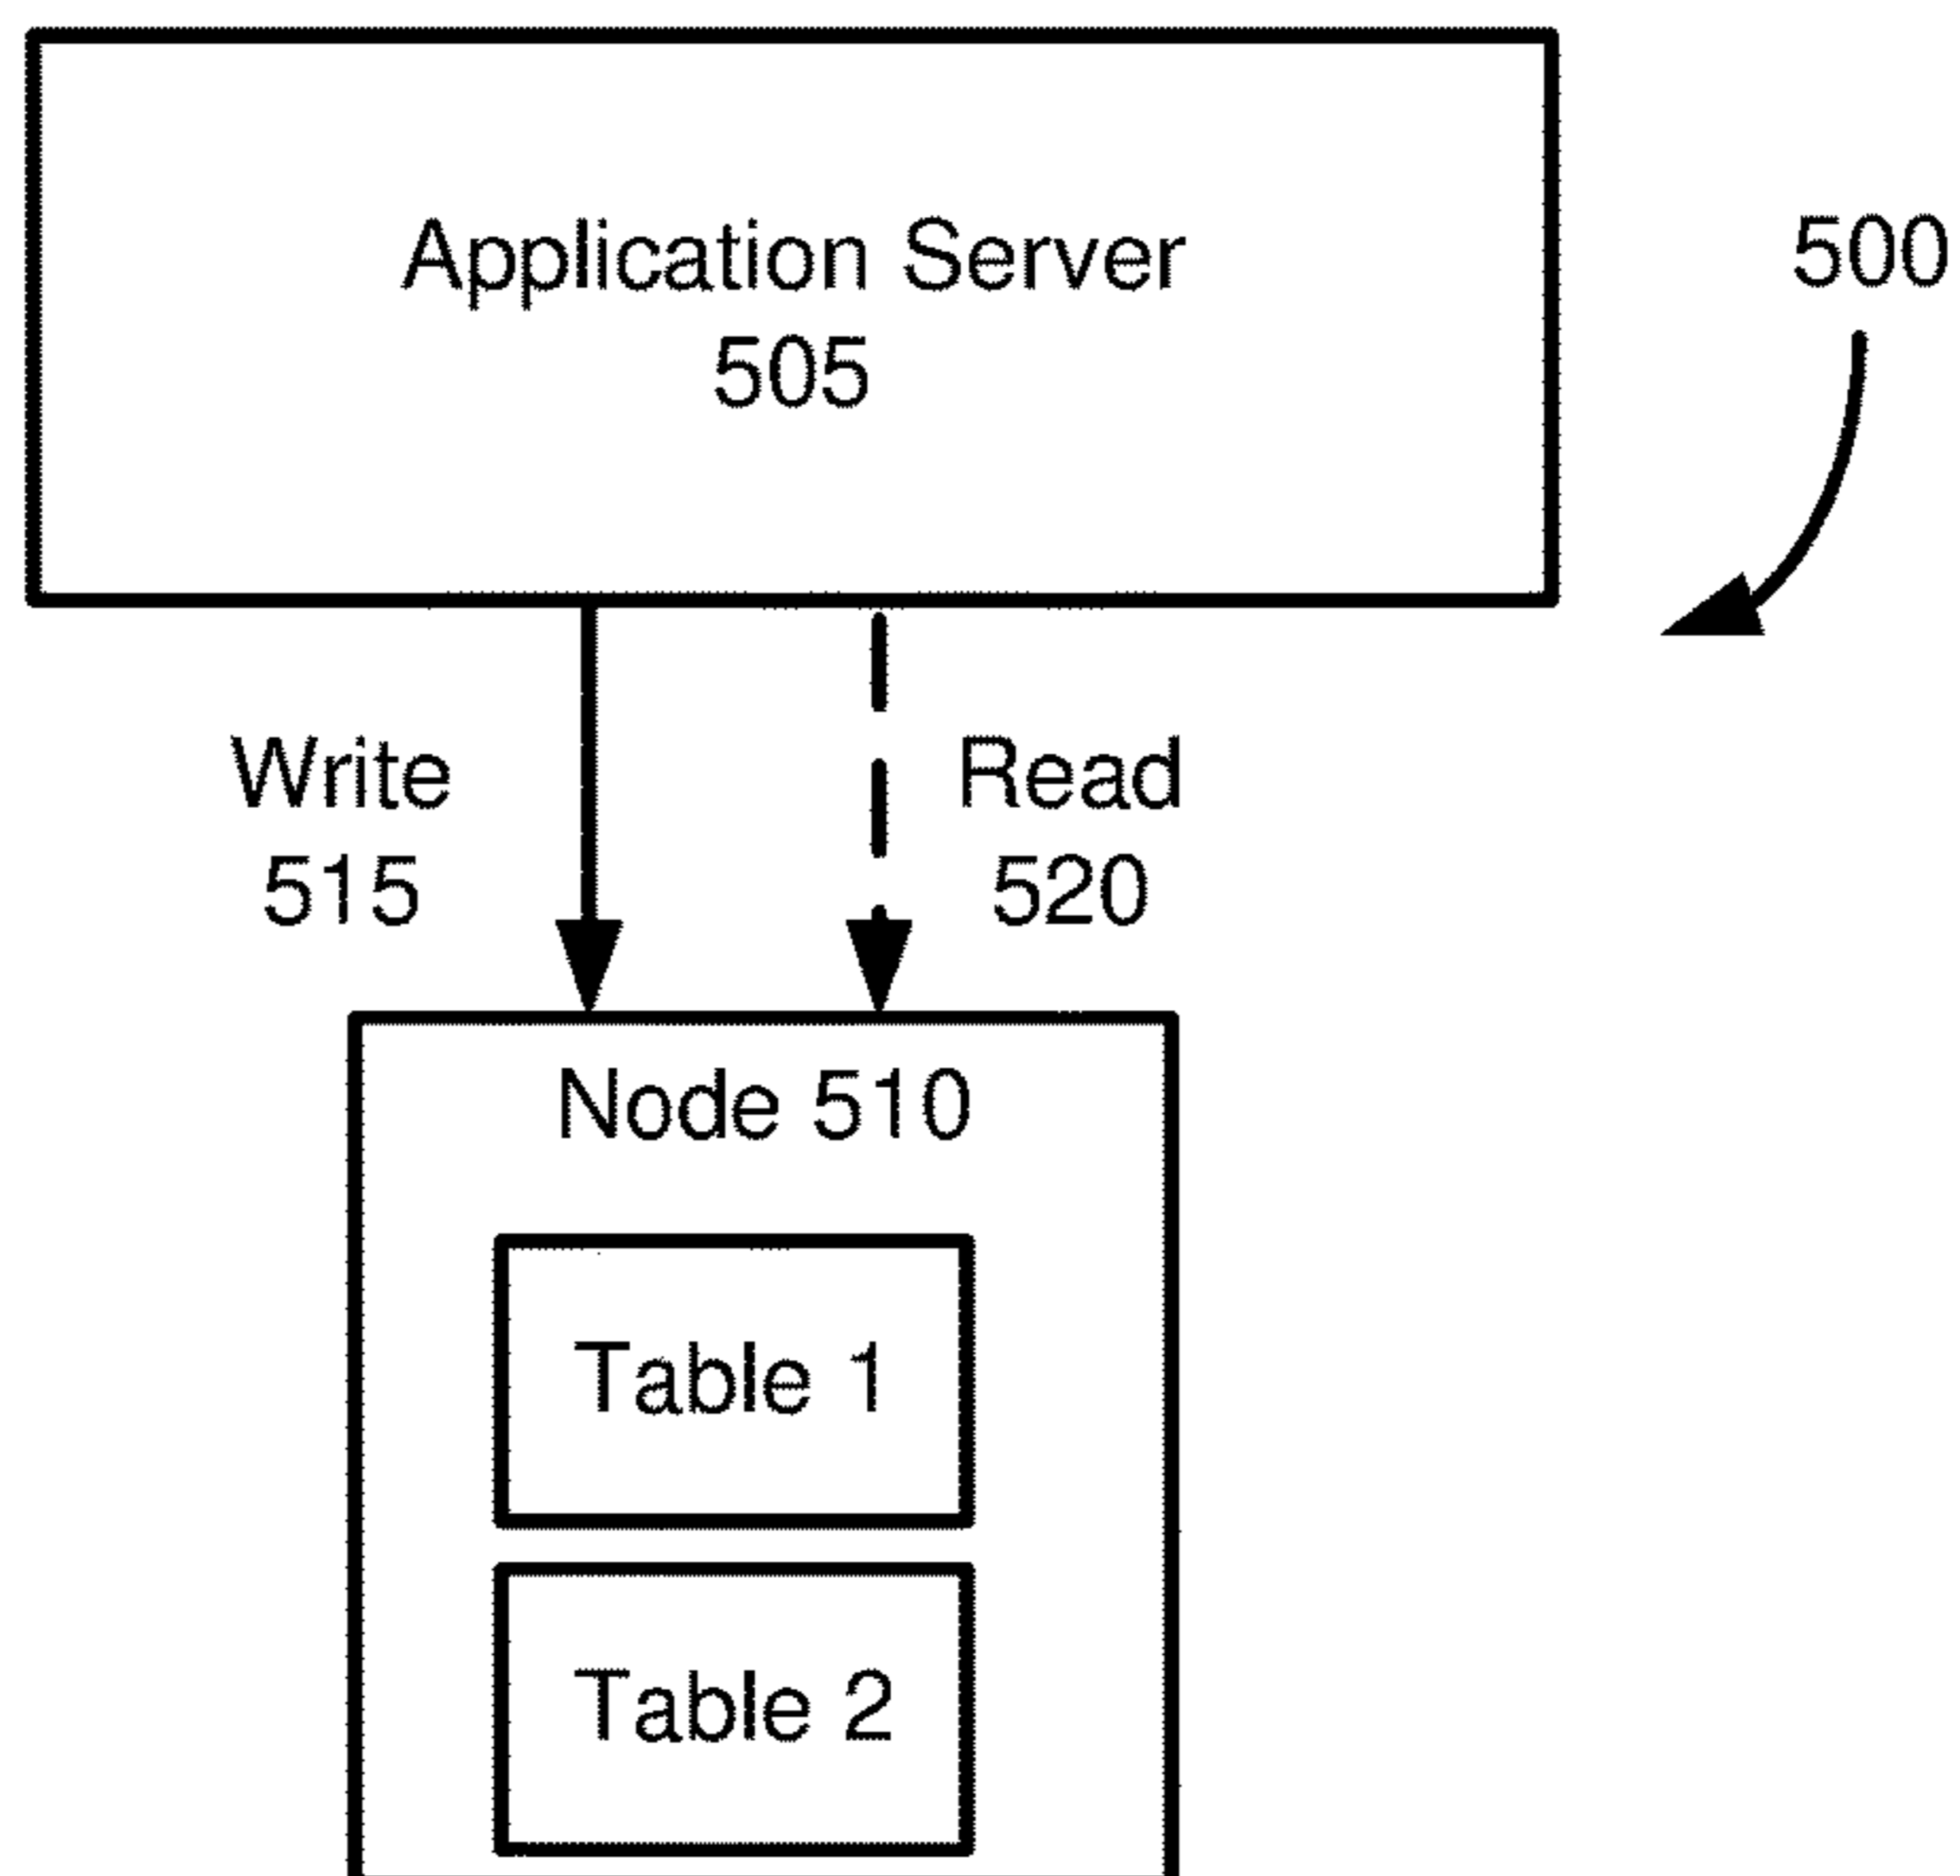 Application Server
505
500
Write
515
Read
520
Node 510
Table 1
Table 2